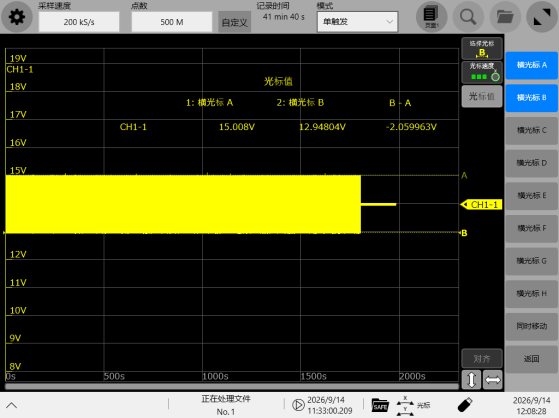 采样速度
点数
记录时间
模式
200 kS/s
500 M
自定义
41 min 40 s
单触发
页面1
选择光标
B
光标速度
光标值
横光标 A
横光标 B
横光标 C
横光标 D
横光标 E
横光标 F
横光标 G
横光标 H
同时移动
返回
19V
CH1-1
18V
17V
16V
15V
12V
11V
10V
9V
8V
光标值
1: 横光标 A
2: 横光标 B
B - A
CH1-1
15.008V
12.94804V
-2.059963V
A
CH1-1
B
0s
500s
1000s
1500s
2000s
对齐
正在处理文件
No. 1
2026/9/14
11:33:00.209
SAFE
X
Y
光标
2026/9/14
12:08:28